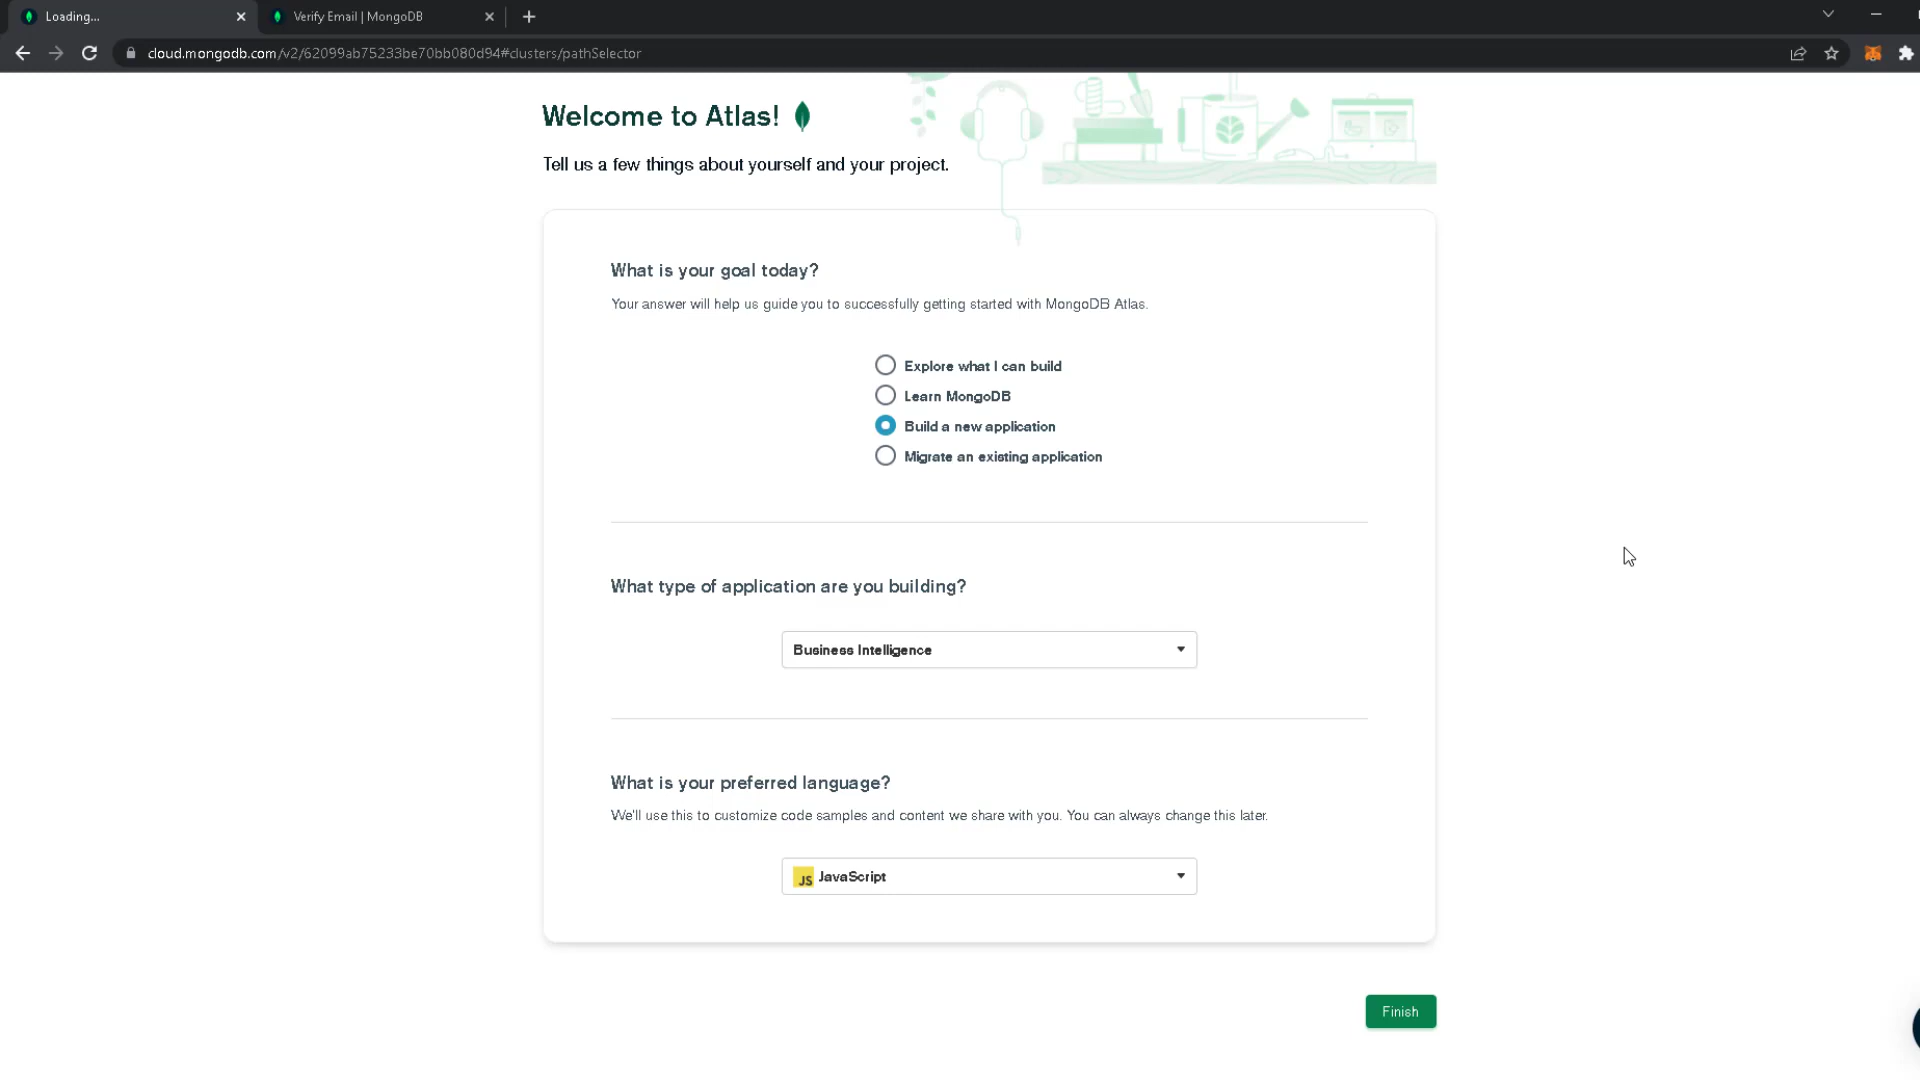 Loading...
Verify Email | MongoDB
cloud.mongodb.com/v2/62099ab75233be70bb080d94#clusters/pathSelector
Welcome to Atlas!
Tell us a few things about yourself and your project.
What is your goal today?
Your answer will help us guide you to successfully getting started with MongoDB Atlas.
Explore what I can build
Learn MongoDB
Build a new application
Migrate an existing application
What type of application are you building?
Business Intelligence
What is your preferred language?
We'll use this to customize code samples and content we share with you. You can always change this later.
JS JavaScript
Finish